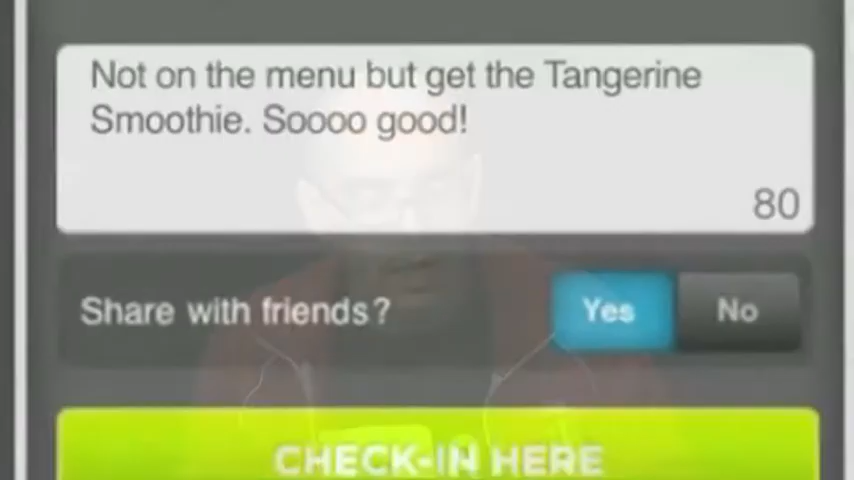 Not on the menu but get the Tangerine
Smoothie. Soooo good!
80
Share with friends?
Yes
No
CHECK-IN HERE